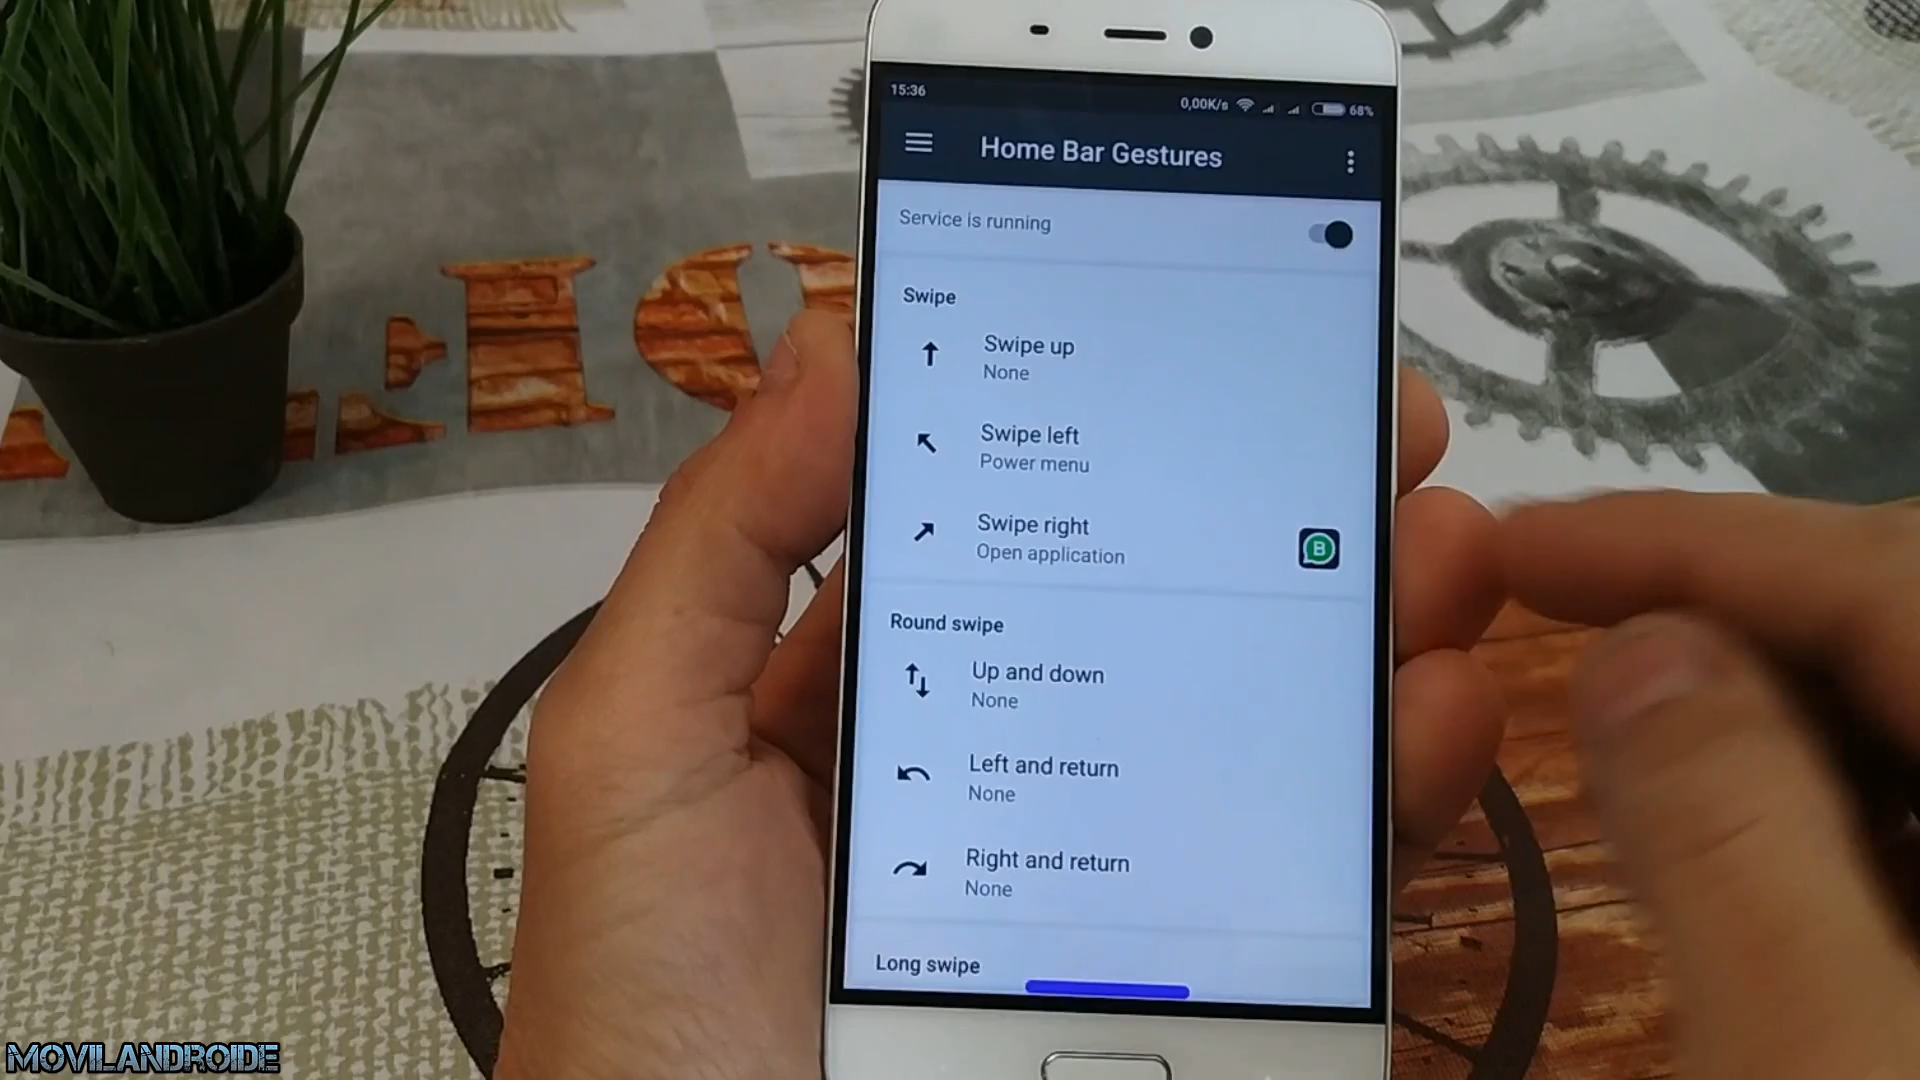 15:36
0,00K/s 68%
Home Bar Gestures
Service is running
Swipe
Swipe up
None
Swipe left
Power menu
Swipe right
Open application
B
Round swipe
Up and down
None
Left and return
None
Right and return
None
Long swipe
MOVILANDROIDE